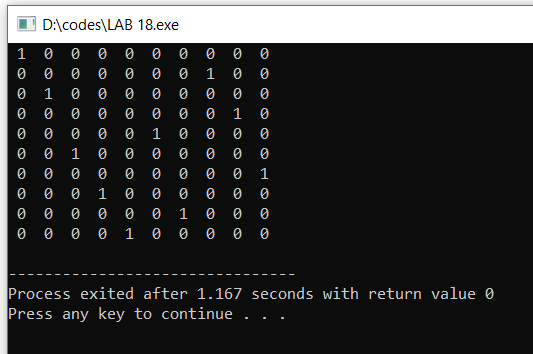 D:\codes\LAB 18.exe
1 0 0 0 0 0 0 0 0 0
0 0 0 0 0 0 0 1 0 0
0 1 0 0 0 0 0 0 0 0
0 0 0 0 0 0 0 0 1 0
0 0 0 0 0 1 0 0 0 0
0 0 1 0 0 0 0 0 0 0
0 0 0 0 0 0 0 0 0 1
0 0 0 1 0 0 0 0 0 0
0 0 0 0 0 0 1 0 0 0
0 0 0 0 1 0 0 0 0 0
--------------------------------
Process exited after 1.167 seconds with return value 0
Press any key to continue . . .